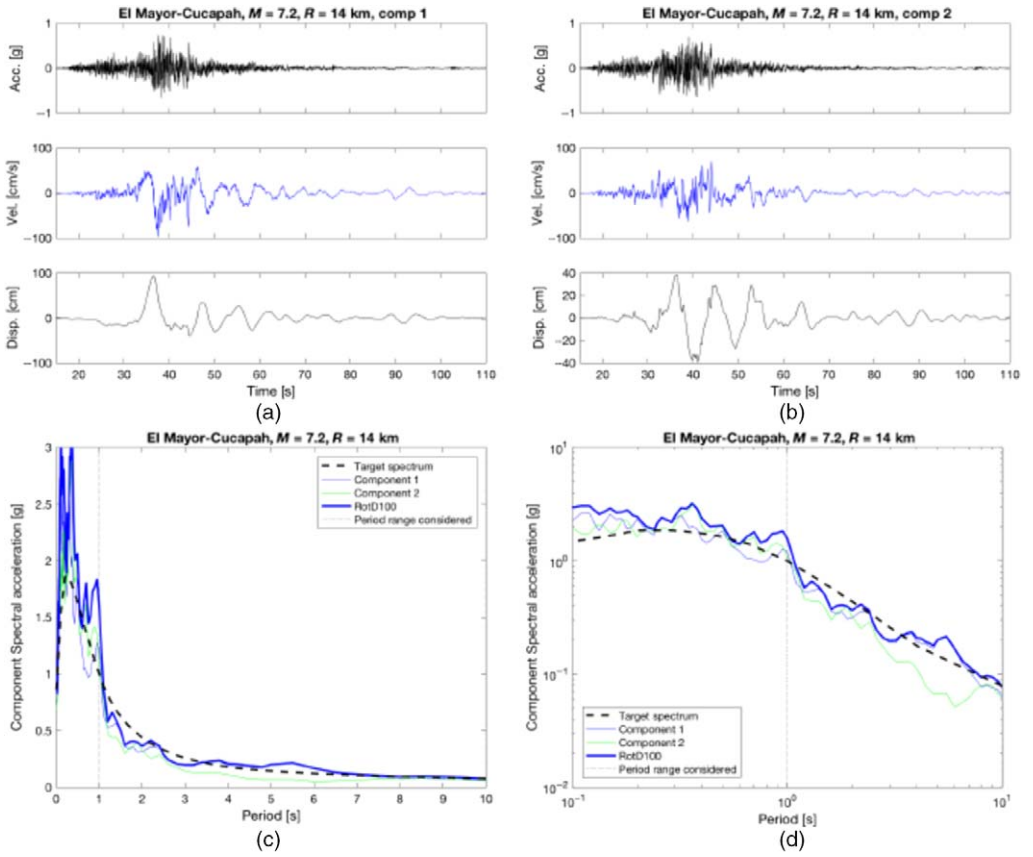 El Mayor-Cucapah, M = 7.2, R = 14 km, comp 1
Acc. [g]
1
0
−1
Vel. [cm/s]
100
0
−100
Disp. [cm]
100
0
−100
20 30 40 50 60 70 80 90 100 110
Time [s]
(a)
El Mayor-Cucapah, M = 7.2, R = 14 km, comp 2
Acc. [g]
1
0
−1
Vel. [cm/s]
100
0
−100
Disp. [cm]
40
20
0
−20
−40
20 30 40 50 60 70 80 90 100 110
Time [s]
(b)
El Mayor-Cucapah, M = 7.2, R = 14 km
Component Spectral acceleration [g]
3
2.5
2
1.5
1
0.5
0
Target spectrum
Component 1
Component 2
RotD100
Period range considered
0 1 2 3 4 5 6 7 8 9 10
Period [s]
(c)
El Mayor-Cucapah, M = 7.2, R = 14 km
Component Spectral acceleration [g]
10¹
10⁰
10⁻¹
10⁻²
Target spectrum
Component 1
Component 2
RotD100
Period range considered
10⁻¹ 10⁰ 10¹
Period [s]
(d)